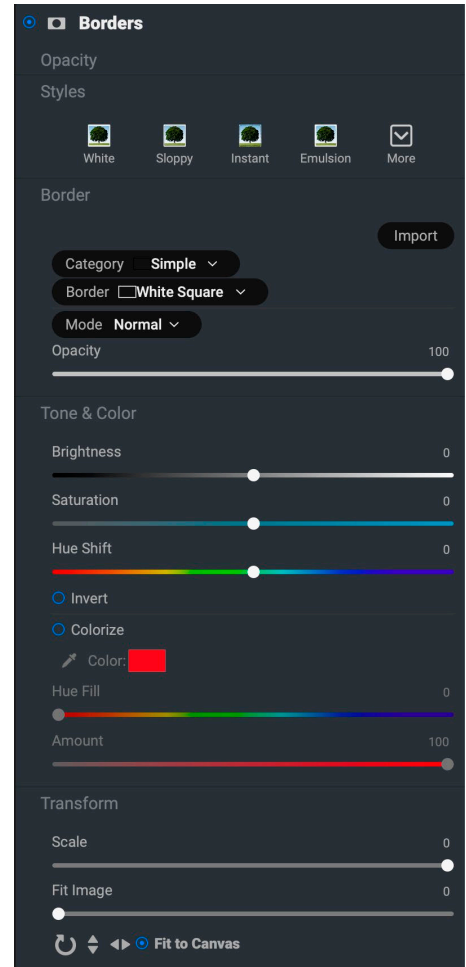 Borders
Opacity
Styles
White Sloppy Instant Emulsion More
Border
Import
Category Simple
Border White Square
Mode Normal
Opacity 100
Tone & Color
Brightness 0
Saturation 0
Hue Shift 0
Invert
Colorize
Color:
Hue Fill 0
Amount 100
Transform
Scale 0
Fit Image 0
Fit to Canvas